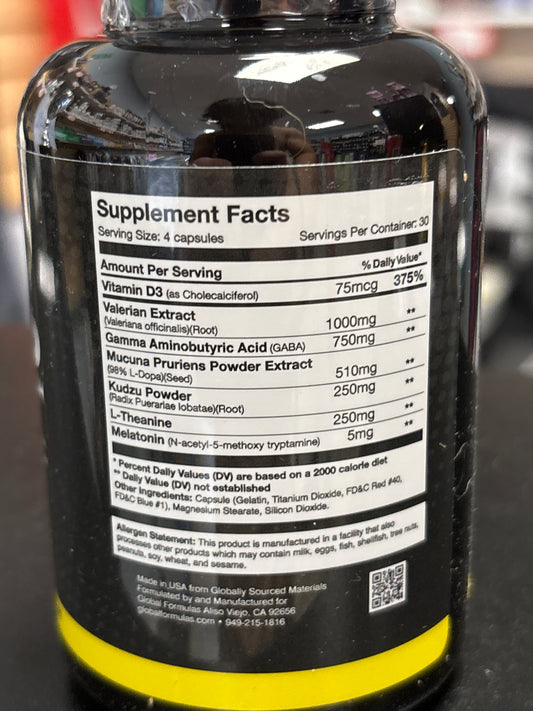 Supplement Facts
Serving Size: 4 capsules Servings Per Container: 30
Amount Per Serving % Daily Value*
Vitamin D3 (as Cholecalciferol) 75mcg 375%
Valerian Extract
(Valeriana officinalis)(Root) 1000mg **
Gamma Aminobutyric Acid (GABA) 750mg **
Mucuna Pruriens Powder Extract
(98% L-Dopa)(Seed) 510mg **
Kudzu Powder
(Radix Puerariae lobatae)(Root) 250mg **
L-Theanine 250mg **
Melatonin (N-acetyl-5-methoxy tryptamine) 5mg **
* Percent Daily Values (DV) are based on a 2000 calorie diet
** Daily Value (DV) not established
Other Ingredients: Capsule (Gelatin, Titanium Dioxide, FD&C Red #40,
FD&C Blue #1), Magnesium Stearate, Silicon Dioxide.
Allergen Statement: This product is manufactured in a facility that also
processes other products which may contain milk, eggs, fish, shellfish, tree nuts,
peanuts, soy, wheat, and sesame.
Made in USA from Globally Sourced Materials
Formulated by and Manufactured for
Global Formulas Aliso Viejo, CA 92656
globalformulas.com • 949-215-1816